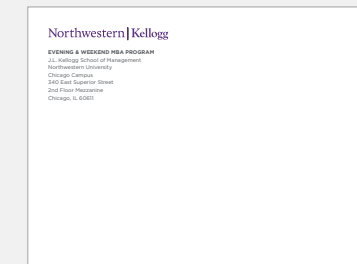 Northwestern | Kellogg
EVENING & WEEKEND MBA PROGRAM
J.L. Kellogg School of Management
Northwestern University
Chicago Campus
340 East Superior Street
2nd Floor Mezzanine
Chicago, IL 60611